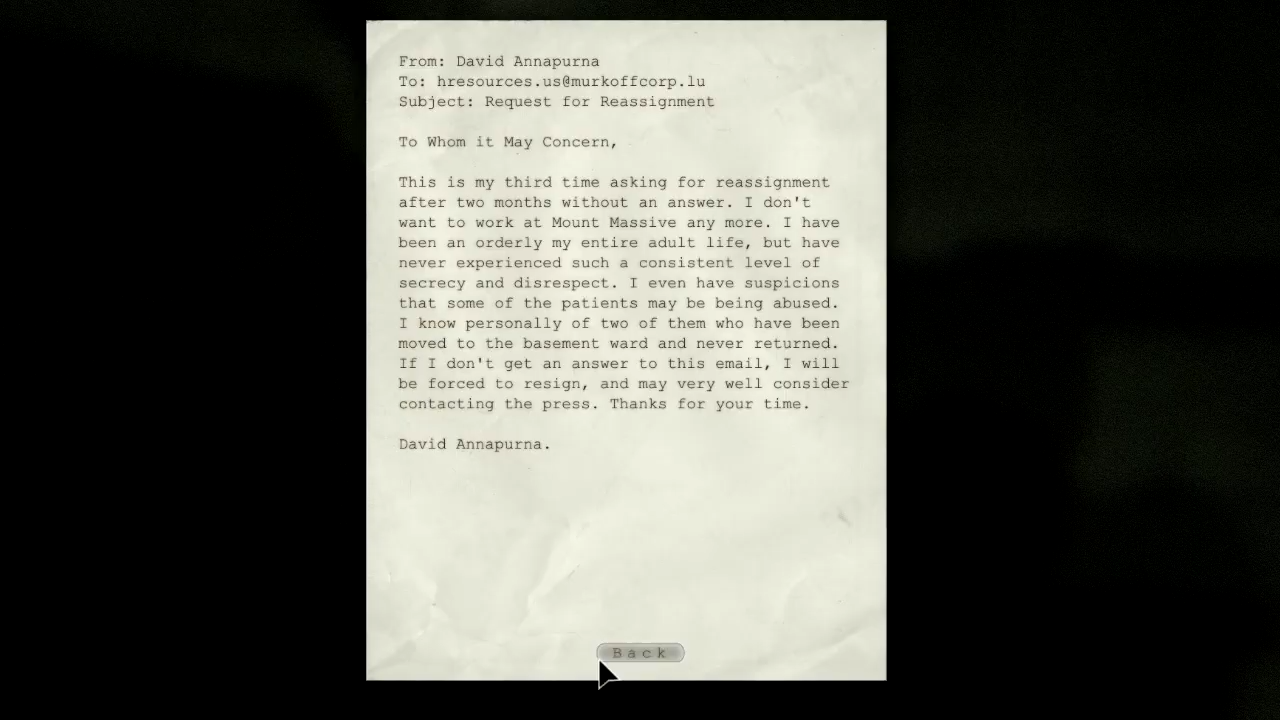 From: David Annapurna
To: hresources.us@murkoffcorp.lu
Subject: Request for Reassignment
To Whom it May Concern,
This is my third time asking for reassignment
after two months without an answer. I don't
want to work at Mount Massive any more. I have
been an orderly my entire adult life, but have
never experienced such a consistent level of
secrecy and disrespect. I even have suspicions
that some of the patients may be being abused.
I know personally of two of them who have been
moved to the basement ward and never returned.
If I don't get an answer to this email, I will
be forced to resign, and may very well consider
contacting the press. Thanks for your time.
David Annapurna.
Back